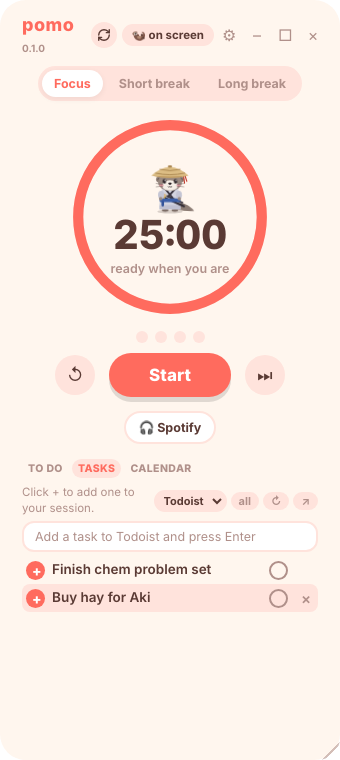 pomo
0.1.0
on screen
Focus
Short break
Long break
25:00
ready when you are
Start
Spotify
TO DO
TASKS
CALENDAR
Click + to add one to
your session.
Todoist
all
Add a task to Todoist and press Enter
+ Finish chem problem set
+ Buy hay for Aki ×